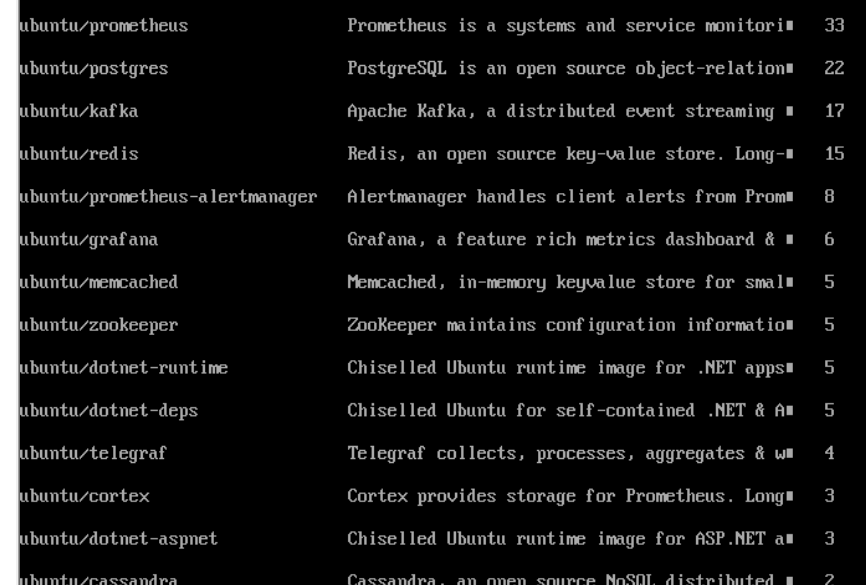 ubuntu/prometheus Prometheus is a systems and service monitori■ 33
ubuntu/postgres PostgreSQL is an open source object-relation■ 22
ubuntu/kafka Apache Kafka, a distributed event streaming ■ 17
ubuntu/redis Redis, an open source key-value store. Long-■ 15
ubuntu/prometheus-alertmanager Alertmanager handles client alerts from Prom■ 8
ubuntu/grafana Grafana, a feature rich metrics dashboard & ■ 6
ubuntu/memcached Memcached, in-memory keyvalue store for smal■ 5
ubuntu/zookeeper ZooKeeper maintains configuration informatio■ 5
ubuntu/dotnet-runtime Chiselled Ubuntu runtime image for .NET apps■ 5
ubuntu/dotnet-deps Chiselled Ubuntu for self-contained .NET & A■ 5
ubuntu/telegraf Telegraf collects, processes, aggregates & w■ 4
ubuntu/cortex Cortex provides storage for Prometheus. Long■ 3
ubuntu/dotnet-aspnet Chiselled Ubuntu runtime image for ASP.NET a■ 3
ubuntu/cassandra Cassandra, an open source NoSQL distributed ■ 2